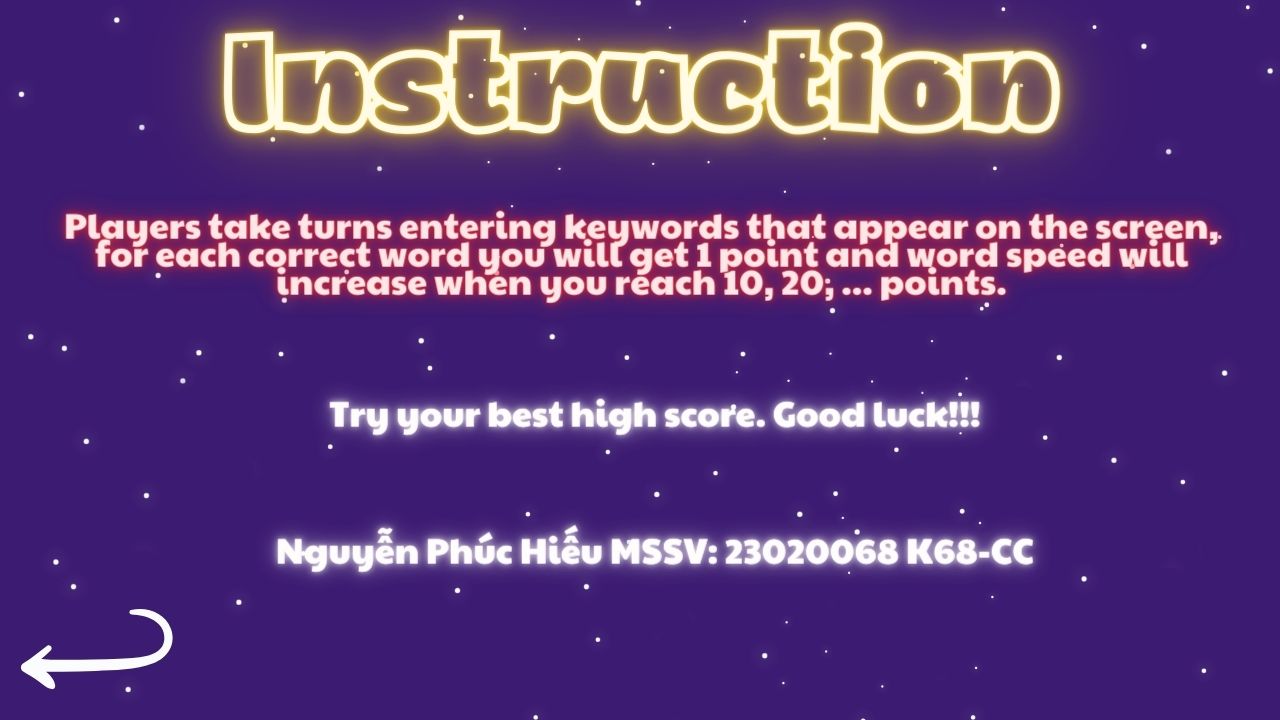 Instruction
Players take turns entering keywords that appear on the screen,
for each correct word you will get 1 point and word speed will
increase when you reach 10, 20; ... points.
Try your best high score. Good luck!!!
Nguyễn Phúc Hiếu MSSV: 23020068 K68-CC